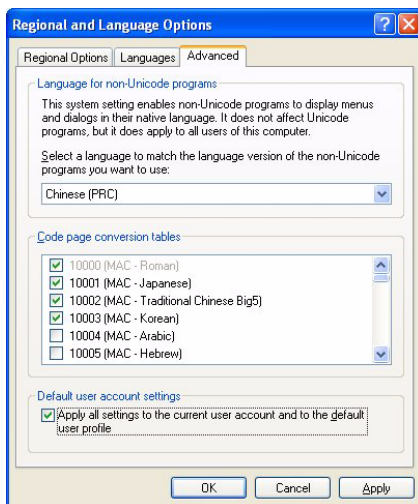 Regional and Language Options
Regional Options Languages Advanced
Language for non-Unicode programs
This system setting enables non-Unicode programs to display menus
and dialogs in their native language. It does not affect Unicode
programs, but it does apply to all users of this computer.
Select a language to match the language version of the non-Unicode
programs you want to use:
Chinese (PRC)
Code page conversion tables
10000 (MAC - Roman)
10001 (MAC - Japanese)
10002 (MAC - Traditional Chinese Big5)
10003 (MAC - Korean)
10004 (MAC - Arabic)
10005 (MAC - Hebrew)
Default user account settings
Apply all settings to the current user account and to the default
user profile
OK Cancel Apply